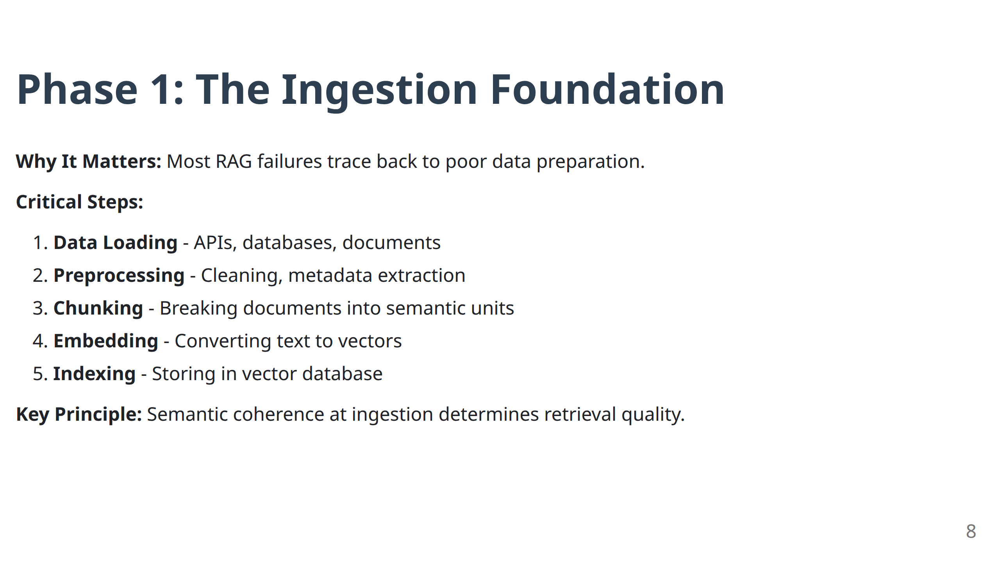 Phase 1: The Ingestion Foundation
Why It Matters: Most RAG failures trace back to poor data preparation.
Critical Steps:
1. Data Loading - APIs, databases, documents
2. Preprocessing - Cleaning, metadata extraction
3. Chunking - Breaking documents into semantic units
4. Embedding - Converting text to vectors
5. Indexing - Storing in vector database
Key Principle: Semantic coherence at ingestion determines retrieval quality.
8